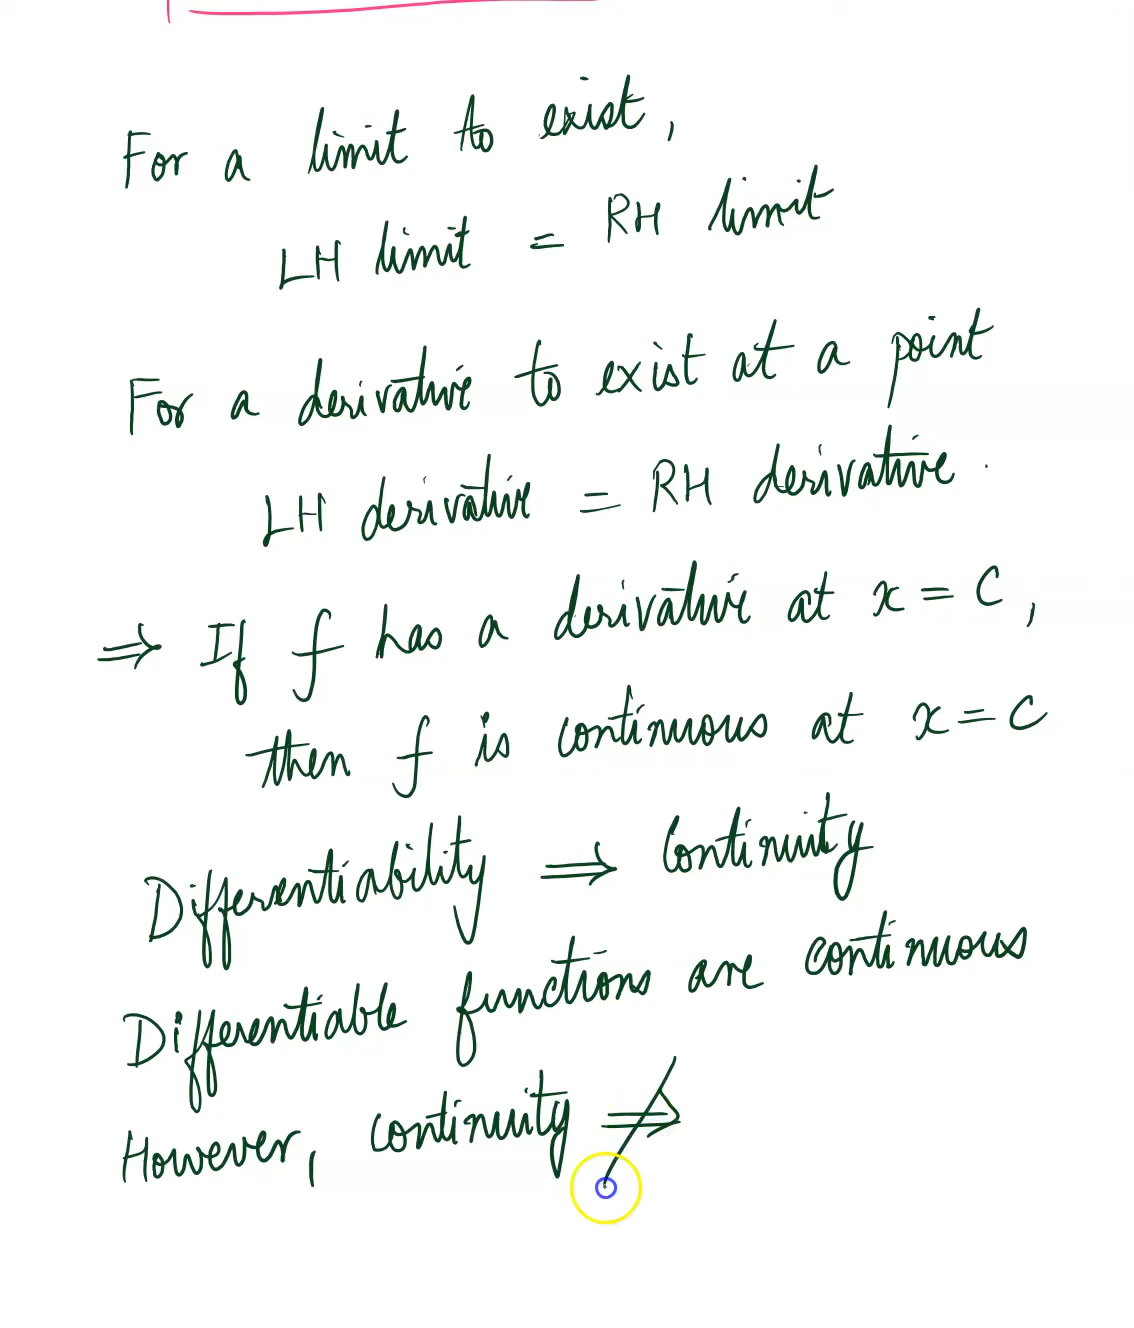 For a limit to exist,
LH limit = RH limit
For a derivative to exist at a point
LH derivative = RH derivative.
⇒ If f has a derivative at x = c,
then f is continuous at x = c
Differentiability ⇒ Continuity
Differentiable functions are continuous
However, continuity ⇏